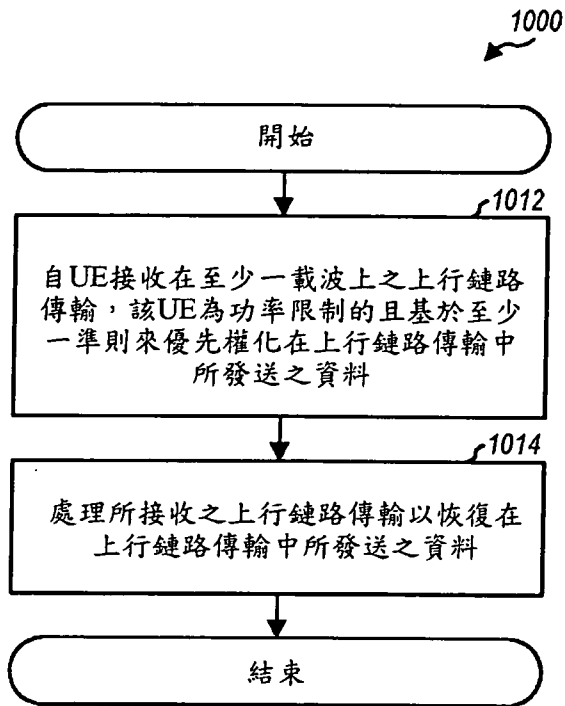 1000
開始
1012
自UE接收在至少一載波上之上行鏈路
傳輸，該UE為功率限制的且基於至少
一準則來優先權化在上行鏈路傳輸中
所發送之資料
1014
處理所接收之上行鏈路傳輸以恢復在
上行鏈路傳輸中所發送之資料
結束